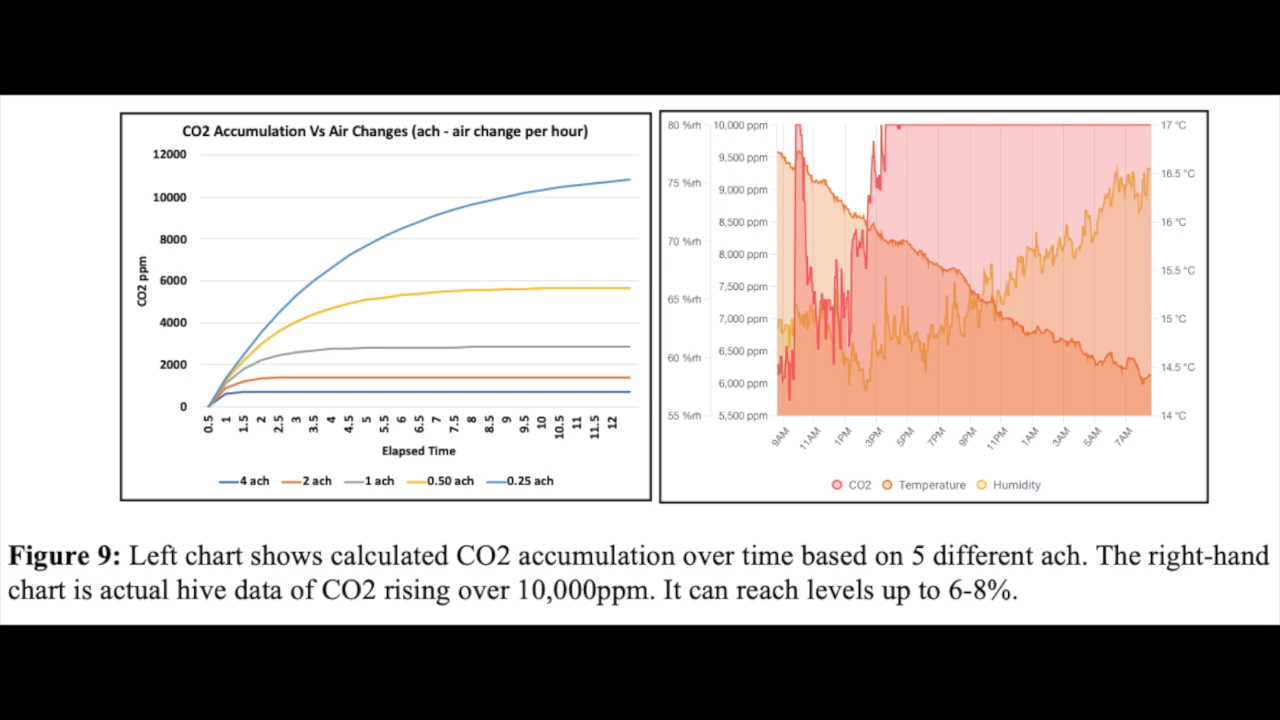 CO2 Accumulation Vs Air Changes (ach - air change per hour)
12000
10000
8000
6000
4000
2000
0
CO2 ppm
0.5 1 1.5 2 2.5 3 3.5 4 4.5 5 5.5 6 6.5 7 7.5 8 8.5 9 9.5 10 10.5 11 11.5 12
Elapsed Time
4 ach 2 ach 1 ach 0.50 ach 0.25 ach
80 %rh
75 %rh
70 %rh
65 %rh
60 %rh
55 %rh
10,000 ppm
9,500 ppm
9,000 ppm
8,500 ppm
8,000 ppm
7,500 ppm
7,000 ppm
6,500 ppm
6,000 ppm
5,500 ppm
17 °C
16.5 °C
16 °C
15.5 °C
15 °C
14.5 °C
14 °C
9AM 11AM 1PM 3PM 5PM 7PM 9PM 11PM 1AM 3AM 5AM 7AM
CO2 Temperature Humidity
Figure 9: Left chart shows calculated CO2 accumulation over time based on 5 different ach. The right-hand
chart is actual hive data of CO2 rising over 10,000ppm. It can reach levels up to 6-8%.